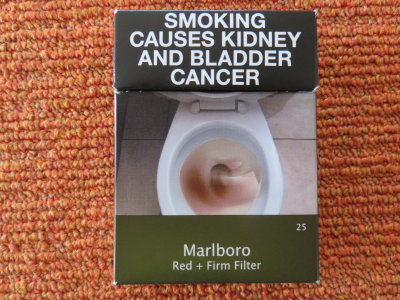 SMOKING
CAUSES KIDNEY
AND BLADDER
CANCER
25
Marlboro
Red + Firm Filter